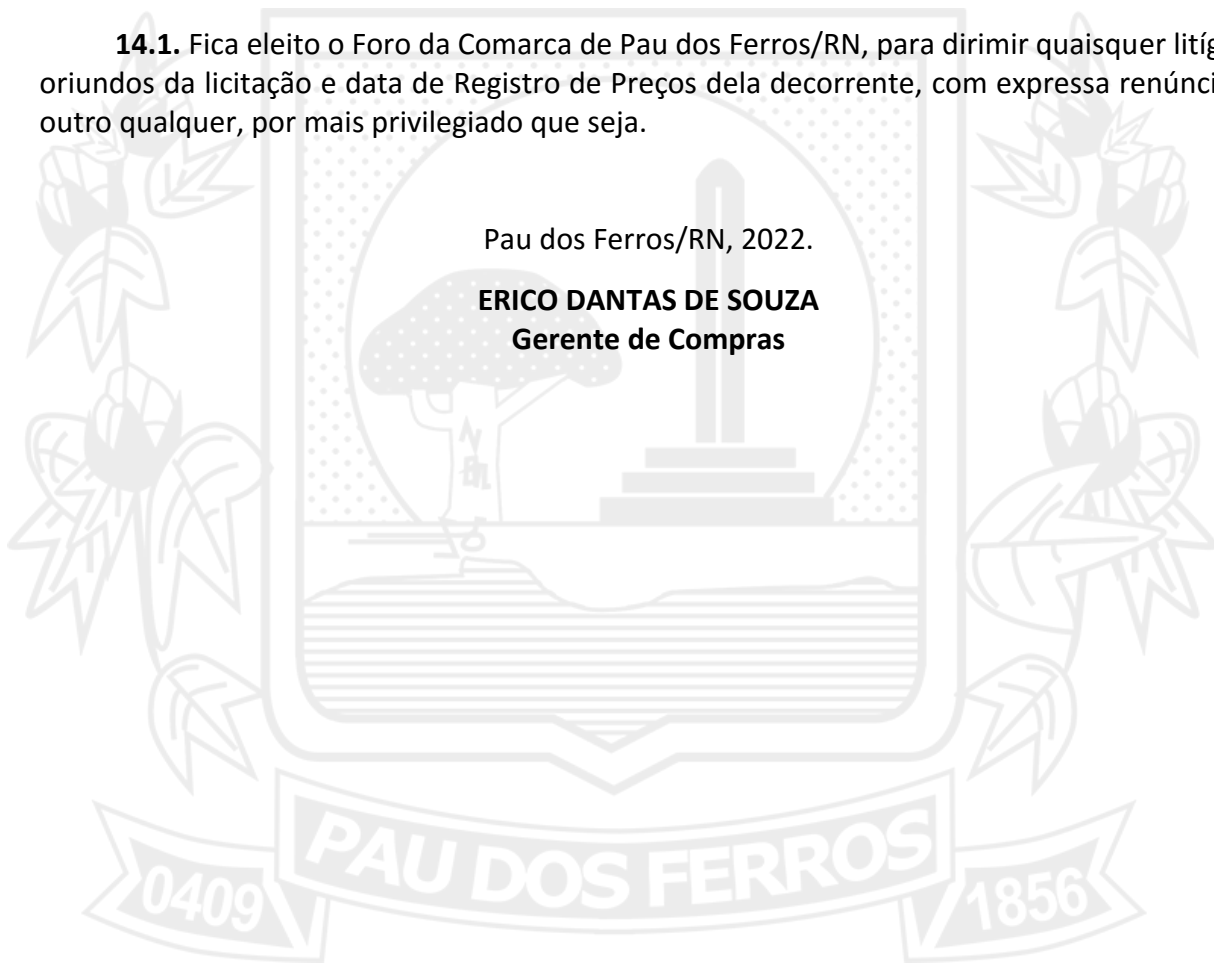 14.1. Fica eleito o Foro da Comarca de Pau dos Ferros/RN, para dirimir quaisquer litíg
oriundos da licitação e data de Registro de Preços dela decorrente, com expressa renúnci
outro qualquer, por mais privilegiado que seja.
Pau dos Ferros/RN, 2022.
ERICO DANTAS DE SOUZA
Gerente de Compras
PAU DOS FERROS
0409
1856